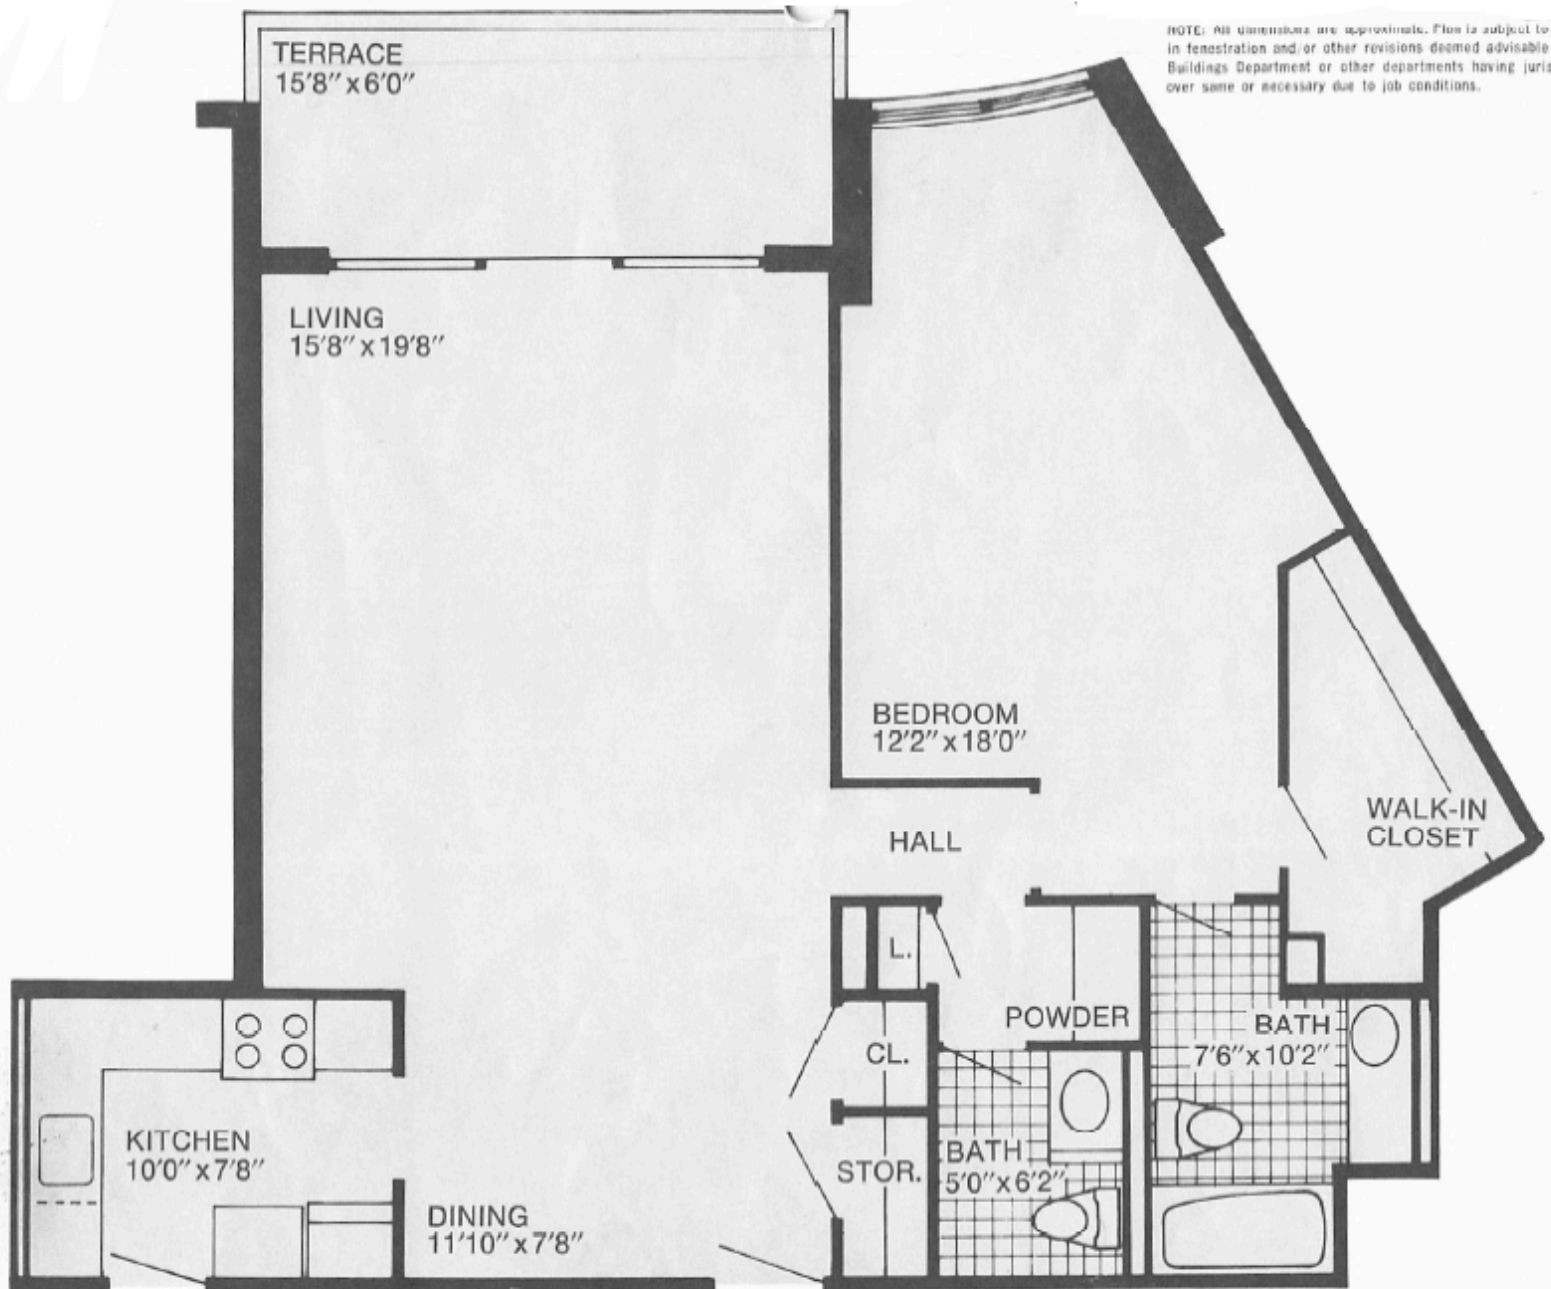 TERRACE
15'8" x 6'0"
NOTE: All dimensions are approximate. Plan is subject to
in fenestration and/or other revisions deemed advisable
Buildings Department or other departments having juris
over same or necessary due to job conditions.
LIVING
15'8" x 19'8"
BEDROOM
12'2" x 18'0"
WALK-IN
CLOSET
HALL
L.
POWDER
BATH
7'6" x 10'2"
CL.
KITCHEN
10'0" x 7'8"
BATH
5'0" x 6'2"
STOR.
DINING
11'10" x 7'8"